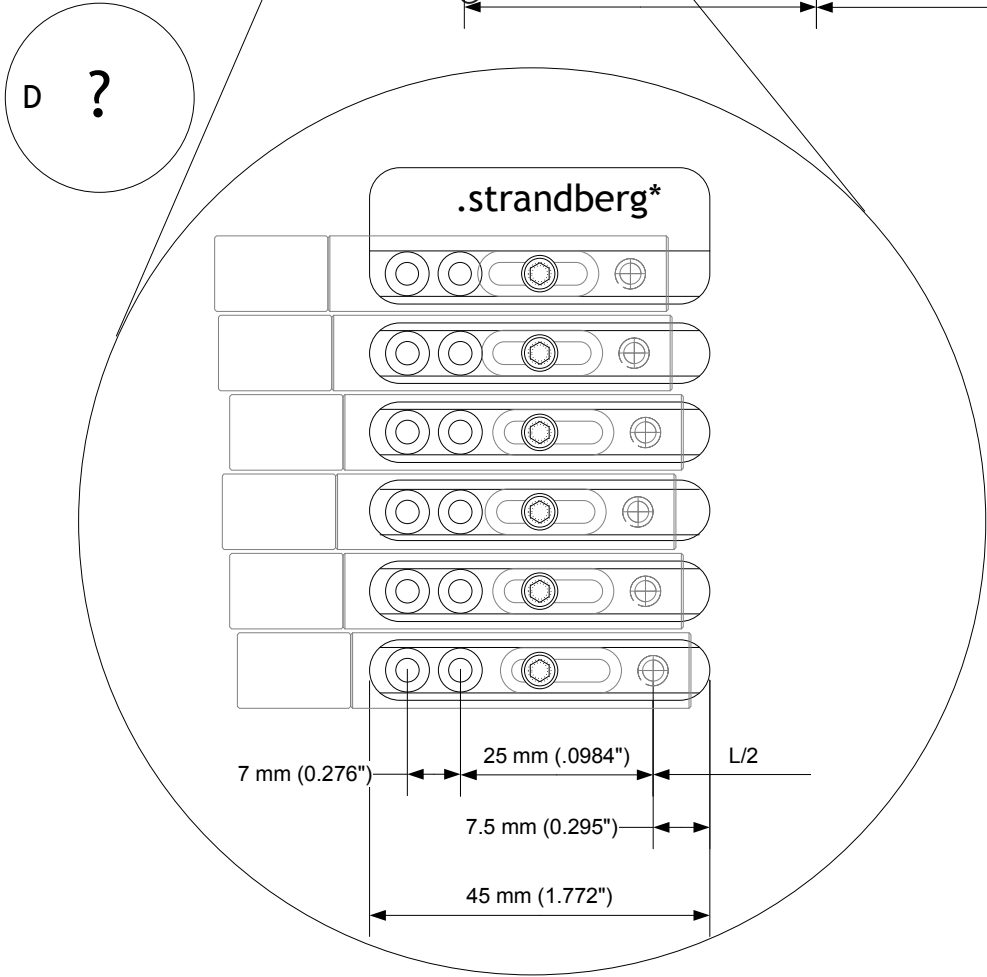 D ?
.strandberg*
25 mm (.0984")
L/2
7 mm (0.276")
7.5 mm (0.295")
45 mm (1.772")